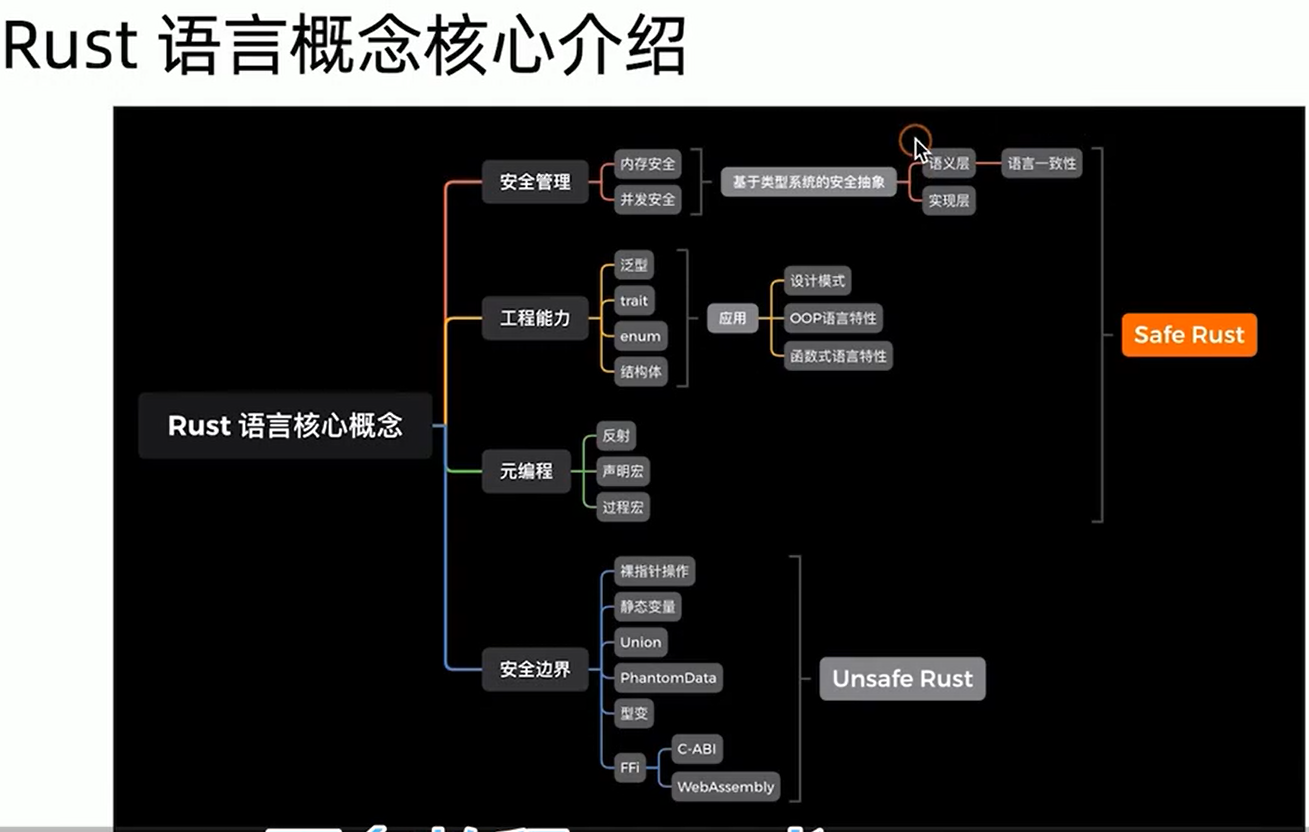 Rust 语言概念核心介绍
Rust 语言核心概念
安全管理
内存安全
并发安全
基于类型系统的安全抽象
语义层
语言一致性
实现层
工程能力
泛型
trait
enum
结构体
应用
设计模式
OOP语言特性
函数式语言特性
元编程
反射
声明宏
过程宏
Safe Rust
安全边界
裸指针操作
静态变量
Union
PhantomData
型变
FFi
C-ABI
WebAssembly
Unsafe Rust